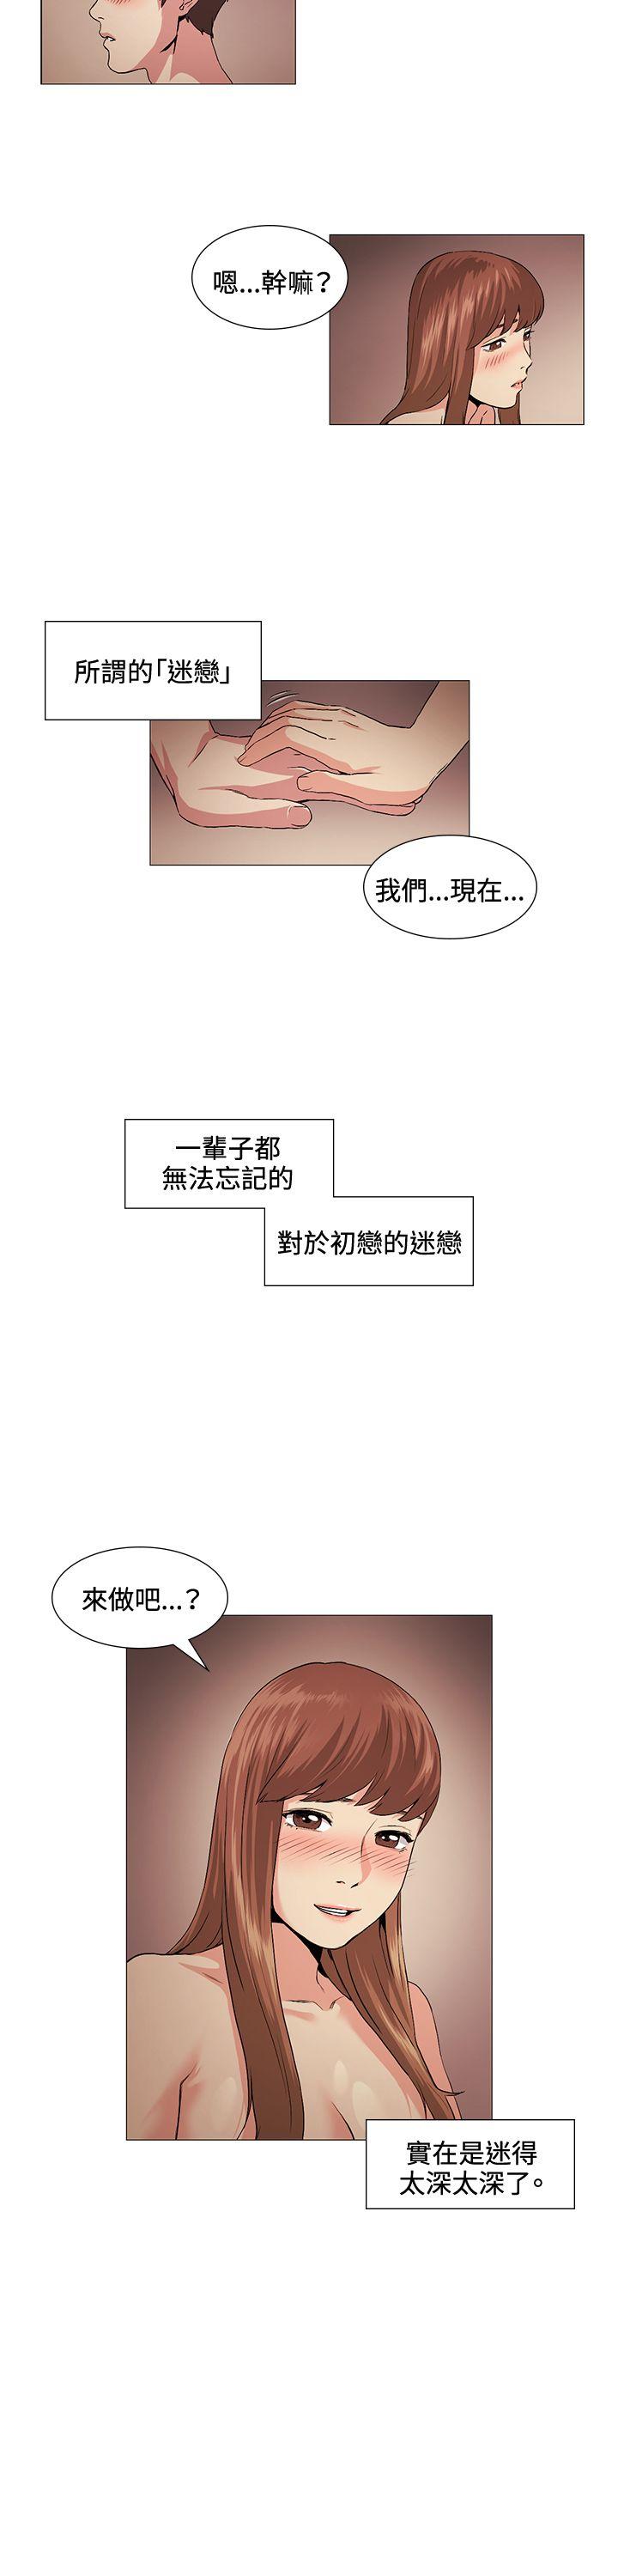 嗯...幹嘛？
所謂的「迷戀」
我們...現在...
一輩子都
無法忘記的
對於初戀的迷戀
來做吧...？
實在是迷得
太深太深了。